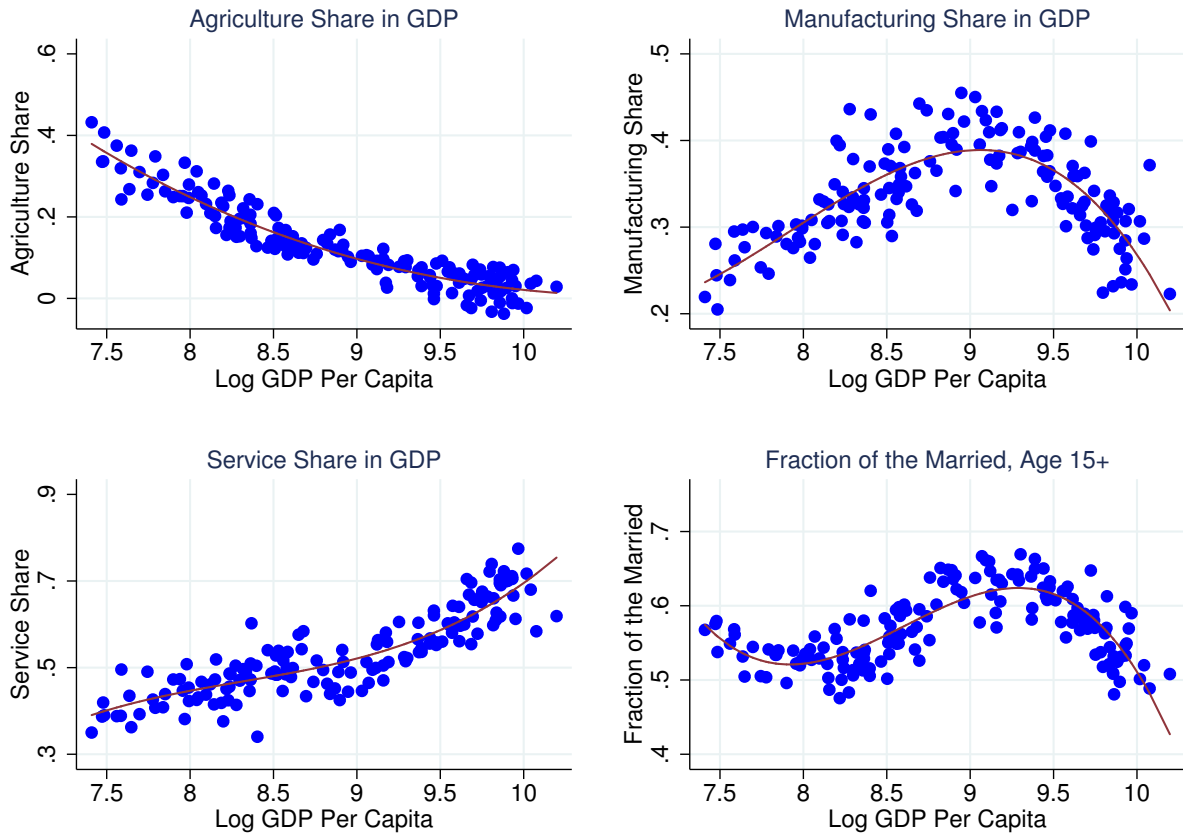 Agriculture Share in GDP
Agriculture Share
.6
.4
.2
0
7.5 8 8.5 9 9.5 10
Log GDP Per Capita
Manufacturing Share in GDP
Manufacturing Share
.5
.4
.3
.2
7.5 8 8.5 9 9.5 10
Log GDP Per Capita
Service Share in GDP
Service Share
.9
.7
.5
.3
7.5 8 8.5 9 9.5 10
Log GDP Per Capita
Fraction of the Married, Age 15+
Fraction of the Married
.7
.6
.5
.4
7.5 8 8.5 9 9.5 10
Log GDP Per Capita